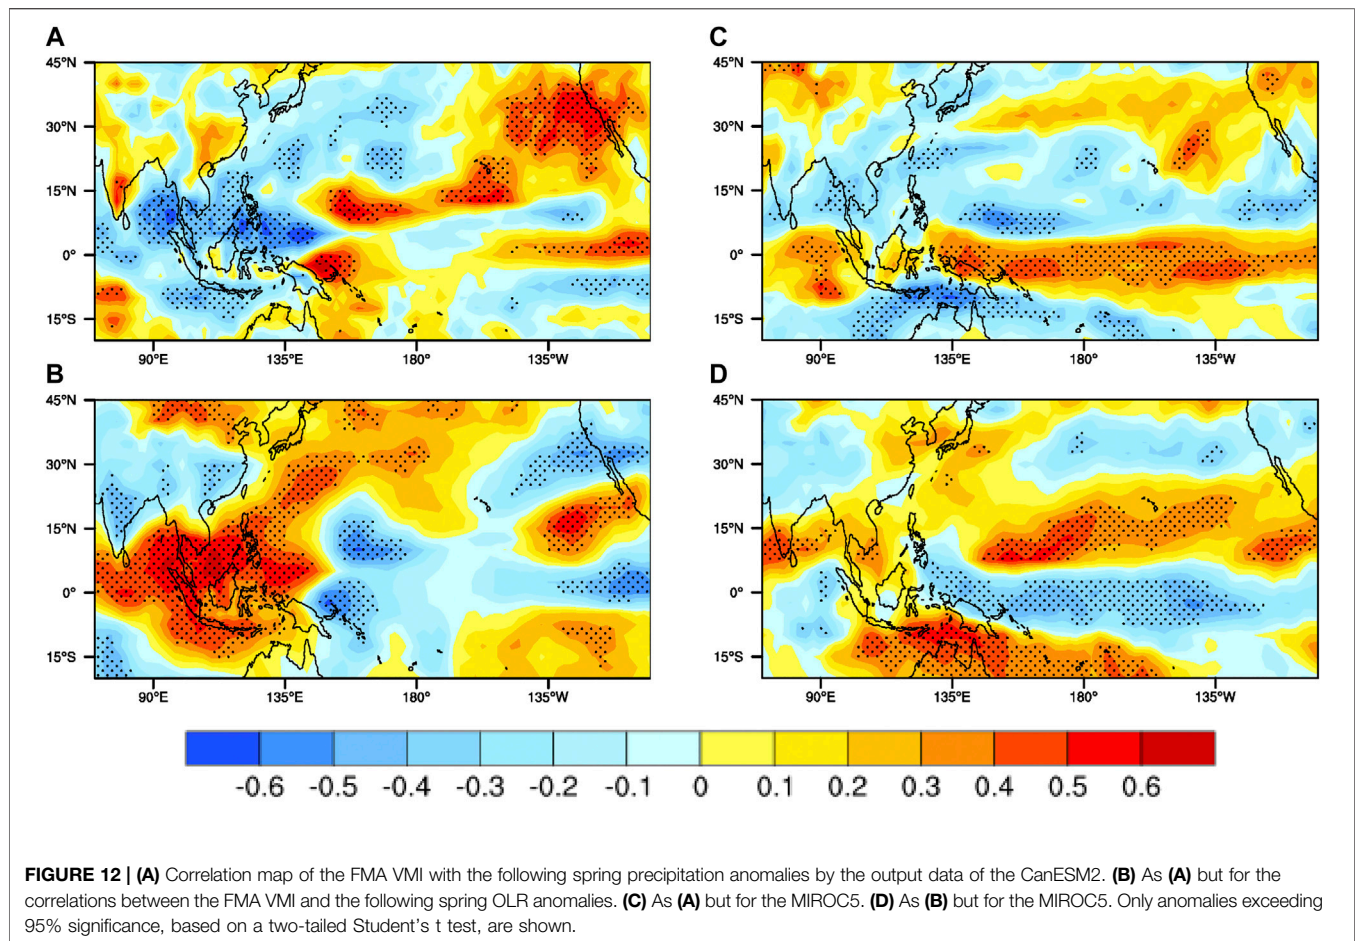 A
45°N
30°N
15°N
0°
15°S
90°E
135°E
180°
135°W
C
45°N
30°N
15°N
0°
15°S
90°E
135°E
180°
135°W
B
45°N
30°N
15°N
0°
15°S
90°E
135°E
180°
135°W
D
45°N
30°N
15°N
0°
15°S
90°E
135°E
180°
135°W
-0.6 -0.5 -0.4 -0.3 -0.2 -0.1 0 0.1 0.2 0.3 0.4 0.5 0.6
FIGURE 12 | (A) Correlation map of the FMA VMI with the following spring precipitation anomalies by the output data of the CanESM2. (B) As (A) but for the
correlations between the FMA VMI and the following spring OLR anomalies. (C) As (A) but for the MIROC5. (D) As (B) but for the MIROC5. Only anomalies exceeding
95% significance, based on a two-tailed Student's t test, are shown.